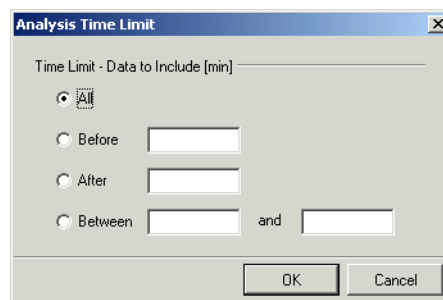 Analysis Time Limit
Time Limit - Data to Include [min]
All
Before
After
Between and
OK Cancel